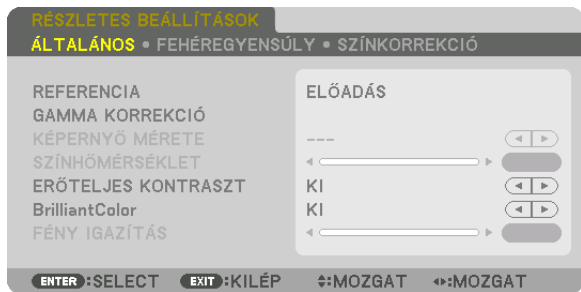 RÉSZLETES BEÁLLÍTÁSOK
ÁLTALÁNOS • FEHÉREGYENSÚLY • SZÍNKORREKCIÓ
REFERENCIA ELŐADÁS
GAMMA KORREKCIÓ
KÉPERNYŐ MÉRETE ---
SZÍNHŐMÉRSÉKLET
ERŐTELJES KONTRASZT KI
BrilliantColor KI
FÉNY IGAZÍTÁS
ENTER:SELECT EXIT:KILÉP :MOZGAT :MOZGAT